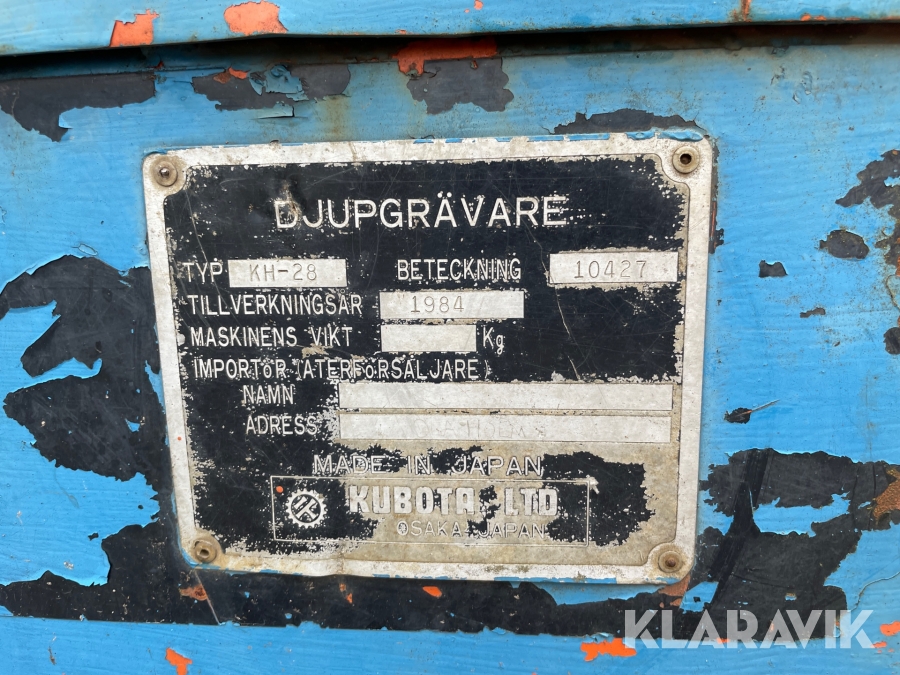 DJUPGRÄVARE
TYP KH-28 BETECKNING 10427
TILLVERKNINGSÅR 1984
MASKINENS VIKT Kg
IMPORTÖR (ÅTERFÖRSÄLJARE)
NAMN
ADRESS
MADE IN JAPAN
KUBOTA, LTD
OSAKA JAPAN
KLARAVIK